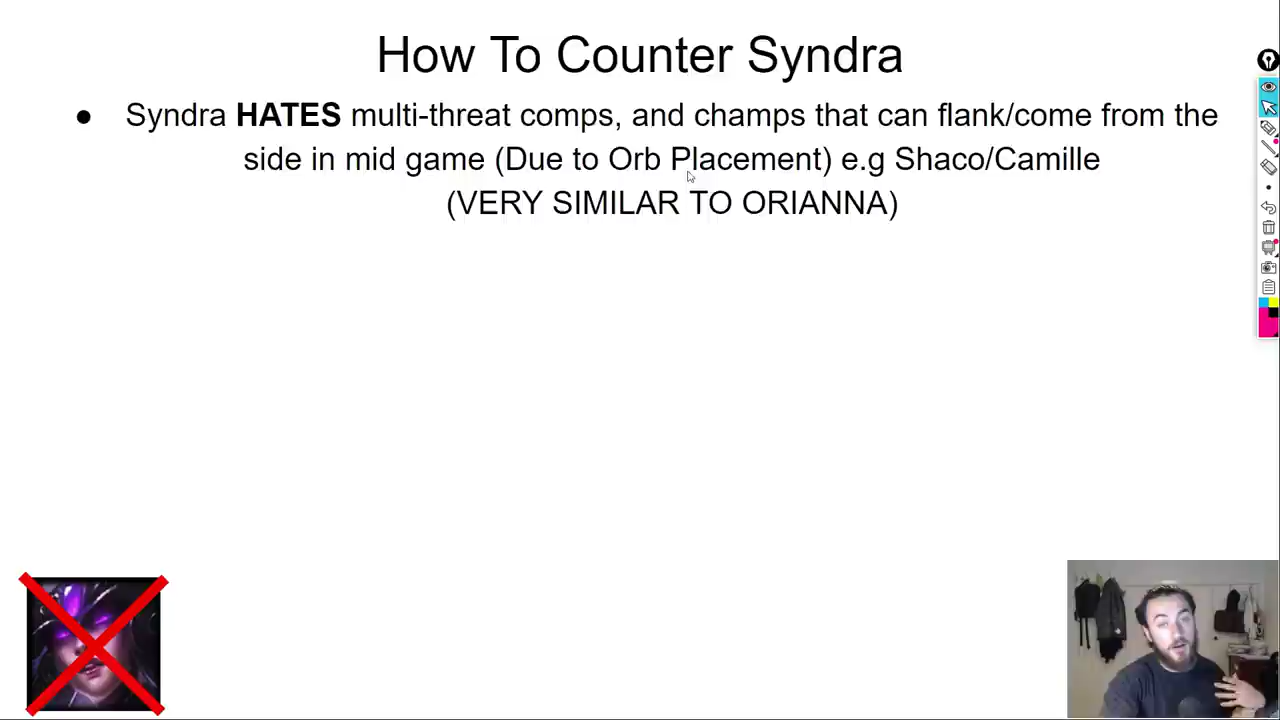 How To Counter Syndra
● Syndra HATES multi-threat comps, and champs that can flank/come from the
side in mid game (Due to Orb Placement) e.g Shaco/Camille
(VERY SIMILAR TO ORIANNA)